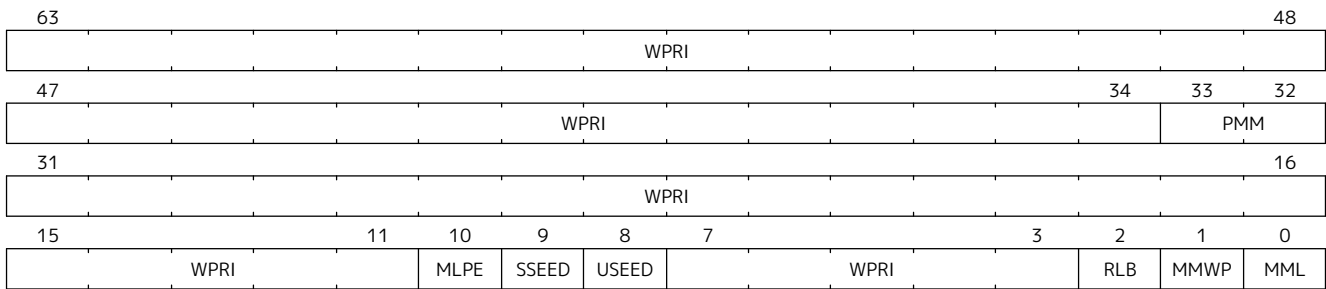 63 48
WPRI
47 34 33 32
WPRI PMM
31 16
WPRI
15 11 10 9 8 7 3 2 1 0
WPRI MLPE SSEED USEED WPRI RLB MMWP MML